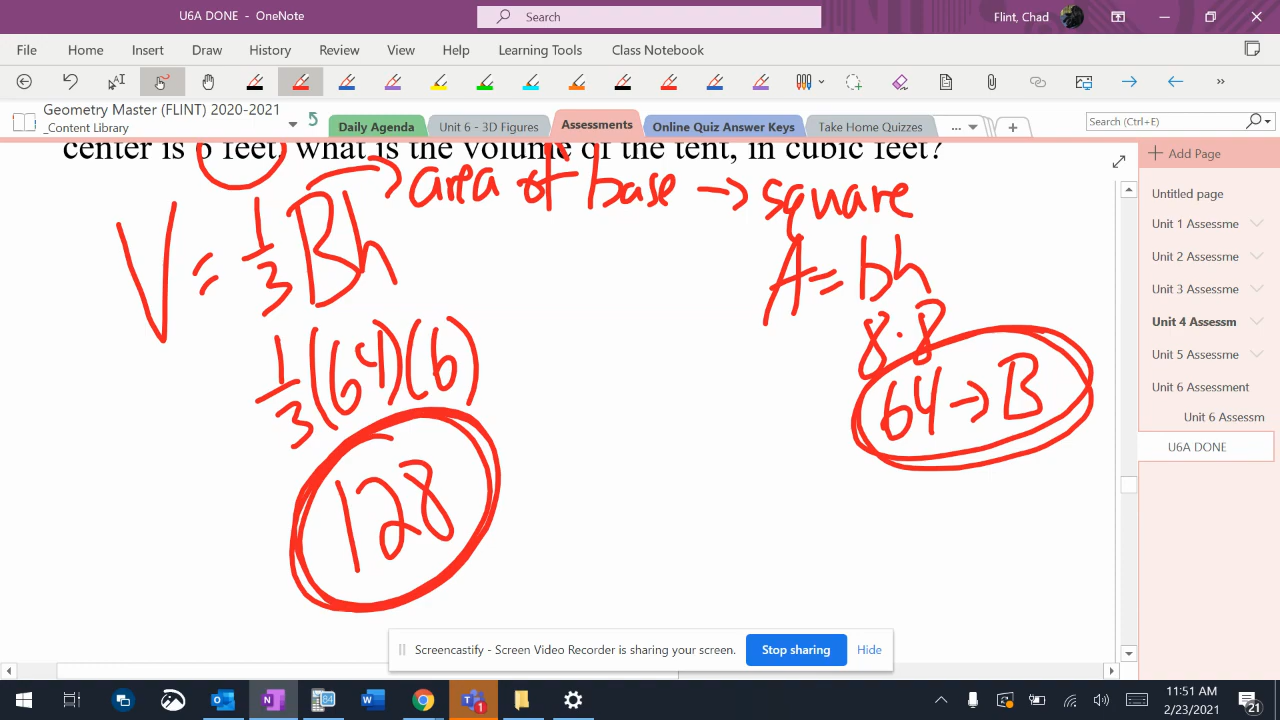 U6A DONE - OneNote
Search
Flint, Chad
File Home Insert Draw History Review View Help Learning Tools Class Notebook
Geometry Master (FLINT) 2020-2021
_Content Library
Daily Agenda
Unit 6 - 3D Figures
Assessments
Online Quiz Answer Keys
Take Home Quizzes
...
Search (Ctrl+E)
Add Page
Untitled page
Unit 1 Assessme
Unit 2 Assessme
Unit 3 Assessme
Unit 4 Assessm
Unit 5 Assessme
Unit 6 Assessment
Unit 6 Assessm
U6A DONE
center is 6 feet, what is the volume of the tent, in cubic feet?
→ area of base → square
V = 1/3 Bh
A = bh
8·8
64 → B
1/3 (64)(6)
128
Screencastify - Screen Video Recorder is sharing your screen.
Stop sharing
Hide
84
1
11:51 AM
2/23/2021
21